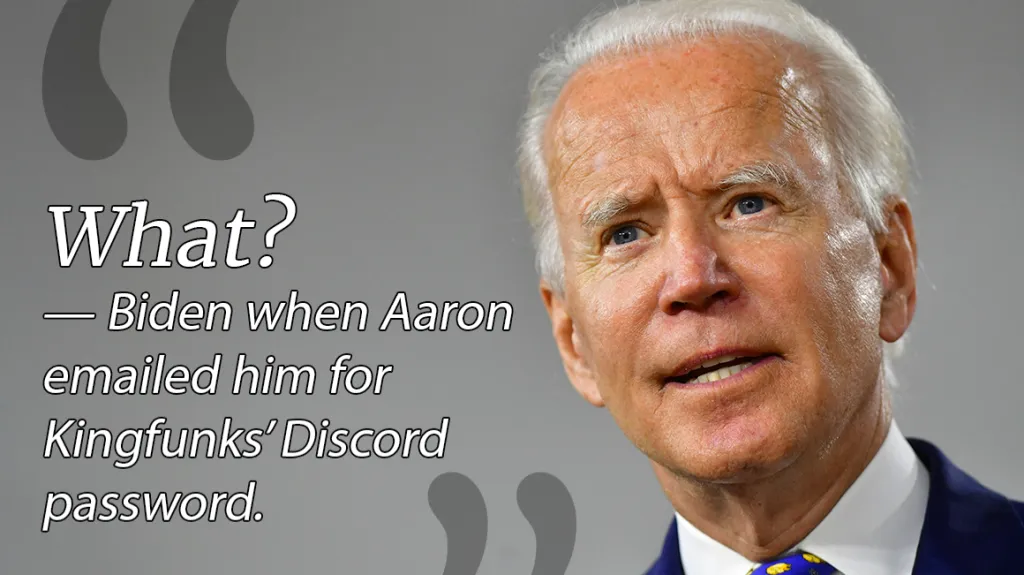 What?
— Biden when Aaron
emailed him for
Kingfunks’ Discord
password.